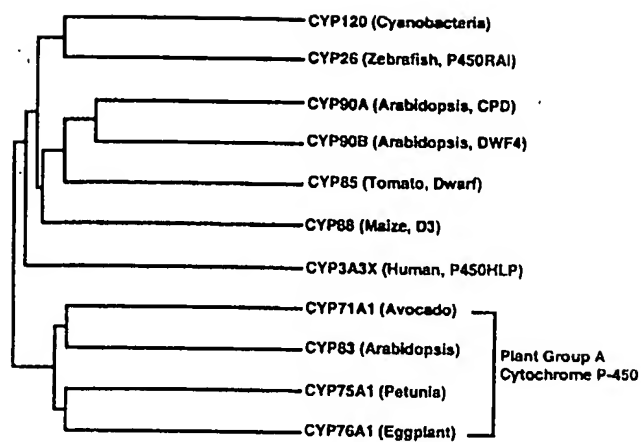 CYP120 (Cyanobacteria)
CYP26 (Zebrafish, P450RAI)
CYP90A (Arabidopsis, CPD)
CYP90B (Arabidopsis, DWF4)
CYP85 (Tomato, Dwarf)
CYP88 (Maize, D3)
CYP3A3X (Human, P450HLP)
CYP71A1 (Avocado)
CYP83 (Arabidopsis)
CYP75A1 (Petunia)
CYP76A1 (Eggplant)
Plant Group A
Cytochrome P-450